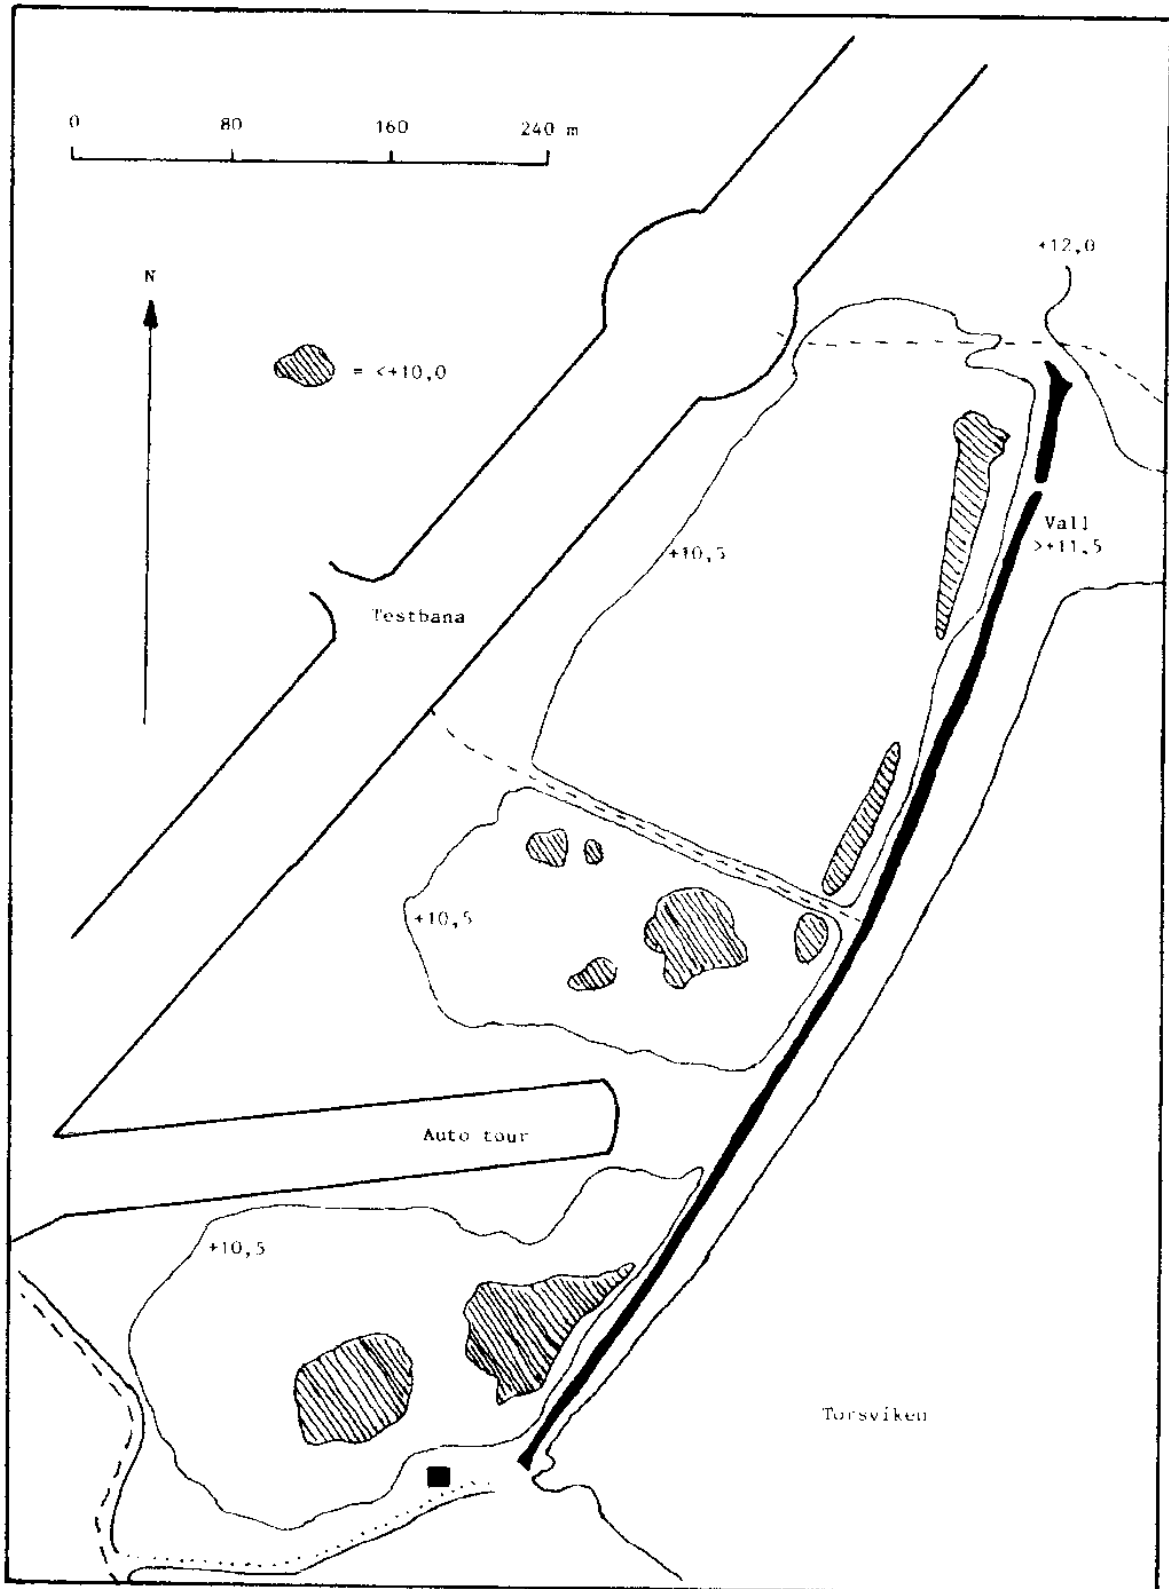 0 80 160 240 m
+12,0
N
= <+10,0
Vall
>+11,5
+10,5
Testbana
+10,5
Auto tour
+10,5
Torsviken